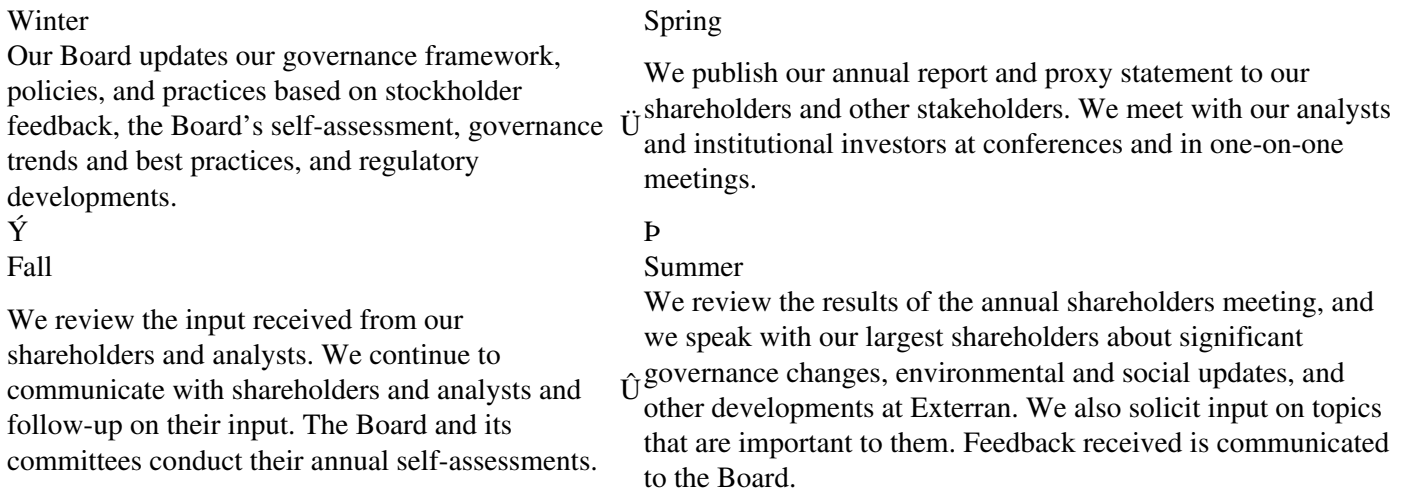 Winter
Our Board updates our governance framework,
policies, and practices based on stockholder
feedback, the Board’s self-assessment, governance
trends and best practices, and regulatory
developments.
Ü
Spring
We publish our annual report and proxy statement to our
shareholders and other stakeholders. We meet with our analysts
and institutional investors at conferences and in one-on-one
meetings.
Ý
Þ
Fall
We review the input received from our
shareholders and analysts. We continue to
communicate with shareholders and analysts and
follow-up on their input. The Board and its
committees conduct their annual self-assessments.
Û
Summer
We review the results of the annual shareholders meeting, and
we speak with our largest shareholders about significant
governance changes, environmental and social updates, and
other developments at Exterran. We also solicit input on topics
that are important to them. Feedback received is communicated
to the Board.